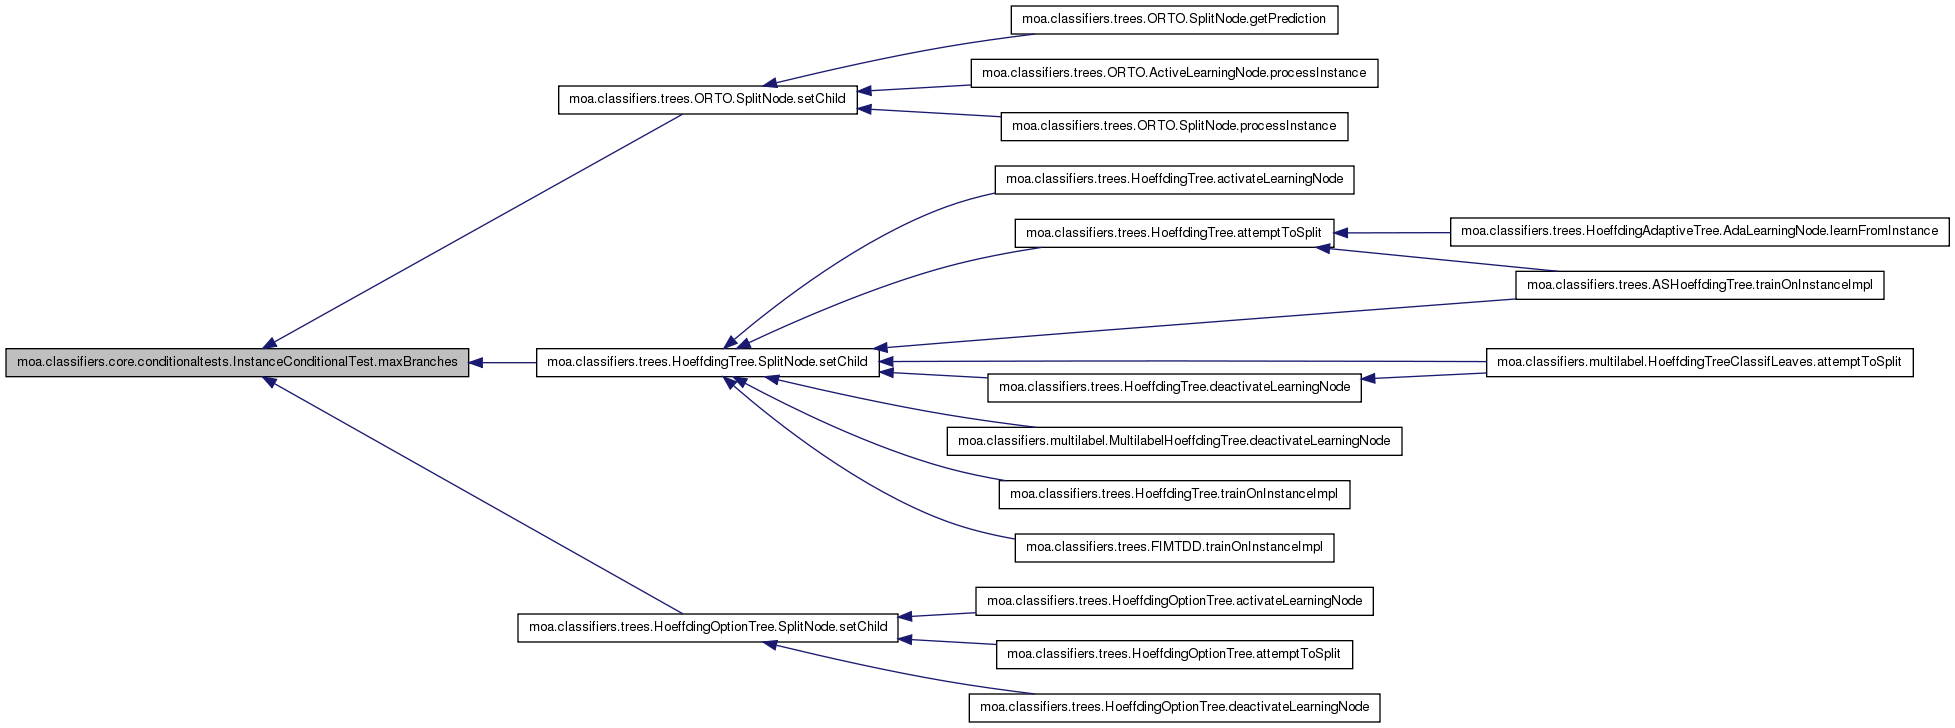 moa.classifiers.trees.ORTO.SplitNode.getPrediction
moa.classifiers.trees.ORTO.ActiveLearningNode.processInstance
moa.classifiers.trees.ORTO.SplitNode.setChild
moa.classifiers.trees.ORTO.SplitNode.processInstance
moa.classifiers.trees.HoeffdingTree.activateLearningNode
moa.classifiers.trees.HoeffdingTree.attemptToSplit
moa.classifiers.trees.HoeffdingAdaptiveTree.AdaLearningNode.learnFromInstance
moa.classifiers.trees.ASHoeffdingTree.trainOnInstanceImpl
moa.classifiers.core.conditionaltests.InstanceConditionalTest.maxBranches
moa.classifiers.trees.HoeffdingTree.SplitNode.setChild
moa.classifiers.multilabel.HoeffdingTreeClassifLeaves.attemptToSplit
moa.classifiers.trees.HoeffdingTree.deactivateLearningNode
moa.classifiers.multilabel.MultilabelHoeffdingTree.deactivateLearningNode
moa.classifiers.trees.HoeffdingTree.trainOnInstanceImpl
moa.classifiers.trees.FIMTDD.trainOnInstanceImpl
moa.classifiers.trees.HoeffdingOptionTree.activateLearningNode
moa.classifiers.trees.HoeffdingOptionTree.SplitNode.setChild
moa.classifiers.trees.HoeffdingOptionTree.attemptToSplit
moa.classifiers.trees.HoeffdingOptionTree.deactivateLearningNode